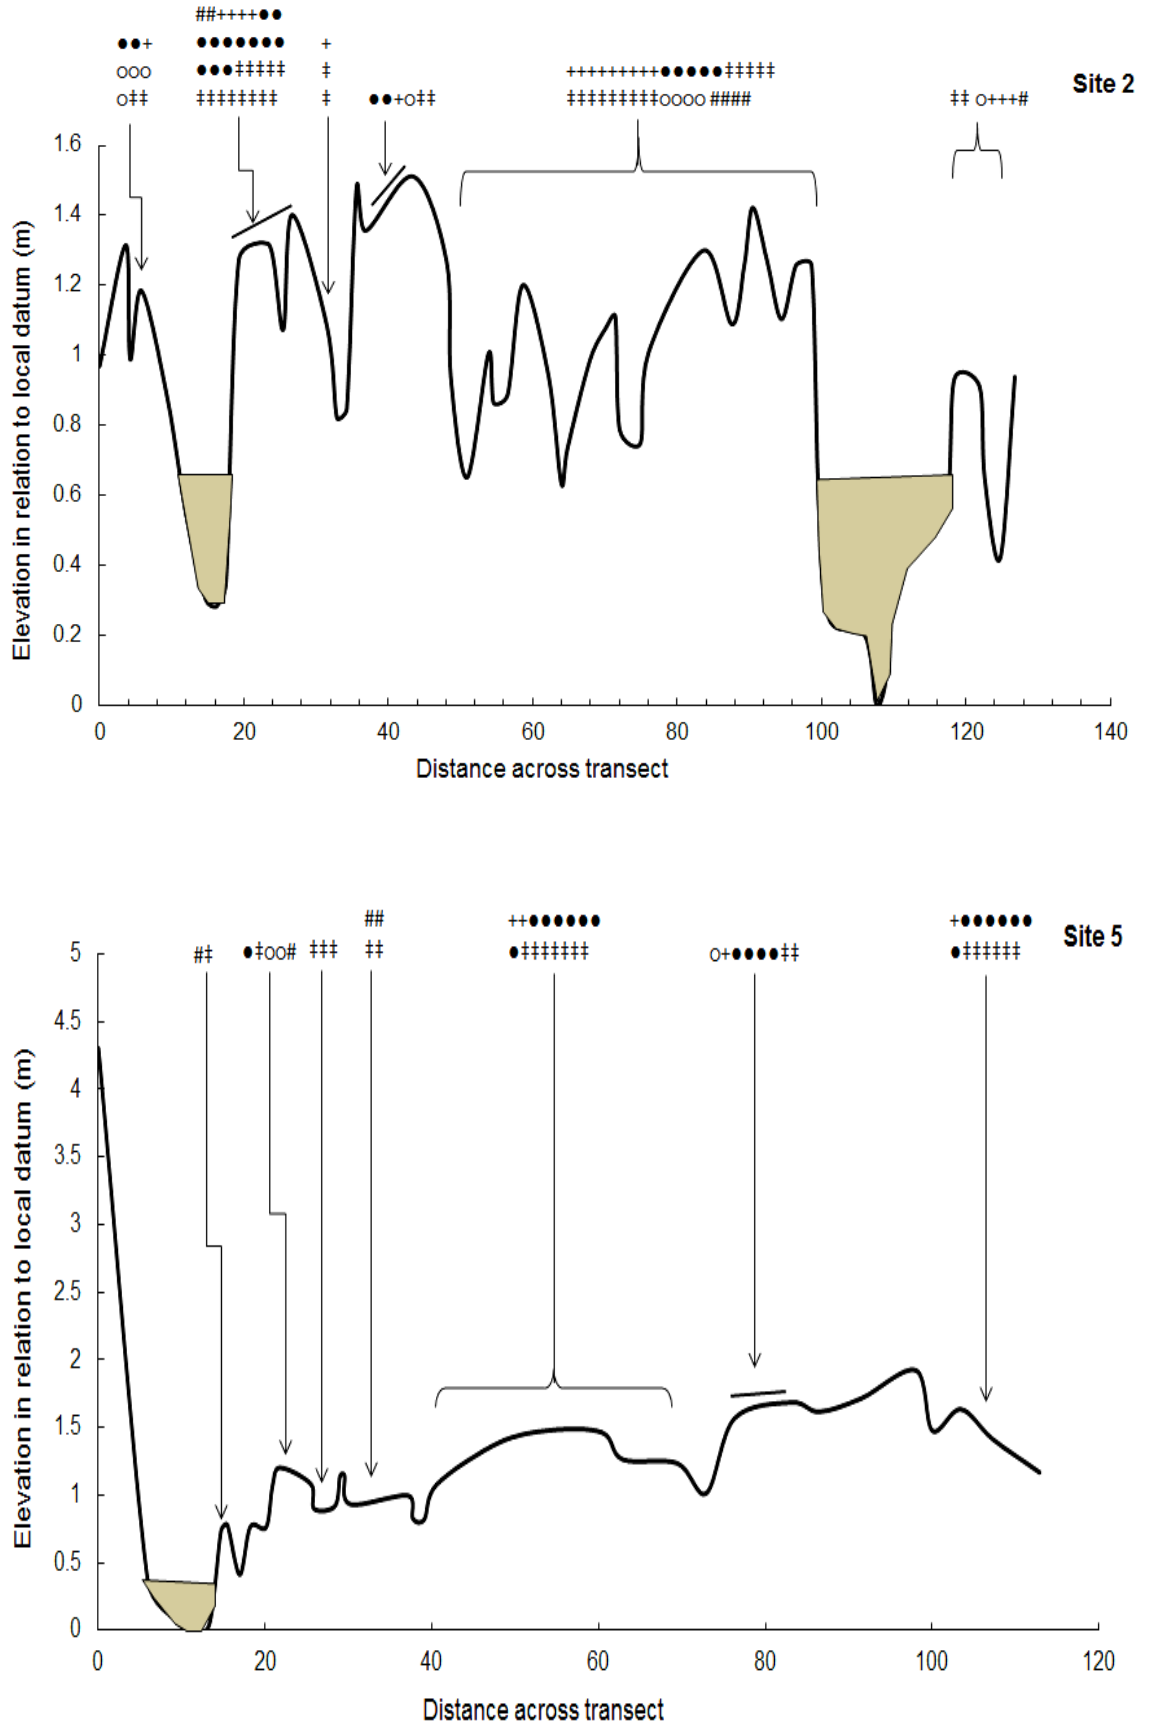 ##++++●●
●●+ ●●●●●●● +
ooo ●●●‡‡‡‡‡ ‡ +++++++++●●●●●‡‡‡‡‡ Site 2
o‡‡ ‡‡‡‡‡‡‡‡ ‡ ●●+o‡‡ ‡‡‡‡‡‡‡‡‡oooo #### ‡‡ o+++#
Elevation in relation to local datum (m)
1.6
1.4
1.2
1
0.8
0.6
0.4
0.2
0
0 20 40 60 80 100 120 140
Distance across transect
## ++●●●●●● +●●●●●● Site 5
#‡ ●‡oo# ‡‡‡ ‡‡ ●‡‡‡‡‡‡‡ o+●●●●‡‡ ●‡‡‡‡‡‡
Elevation in relation to local datum (m)
5
4.5
4
3.5
3
2.5
2
1.5
1
0.5
0
0 20 40 60 80 100 120
Distance across transect